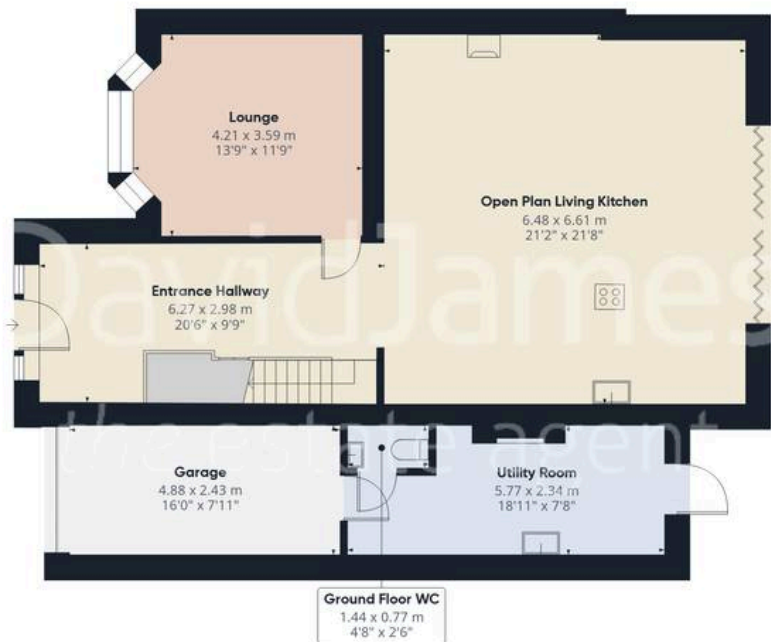 Lounge
4.21 x 3.59 m
13'9" x 11'9"
Open Plan Living Kitchen
6.48 x 6.61 m
21'2" x 21'8"
Entrance Hallway
6.27 x 2.98 m
20'6" x 9'9"
DavidJames
the estate agent
Garage
4.88 x 2.43 m
16'0" x 7'11"
Utility Room
5.77 x 2.34 m
18'11" x 7'8"
Ground Floor WC
1.44 x 0.77 m
4'8" x 2'6"